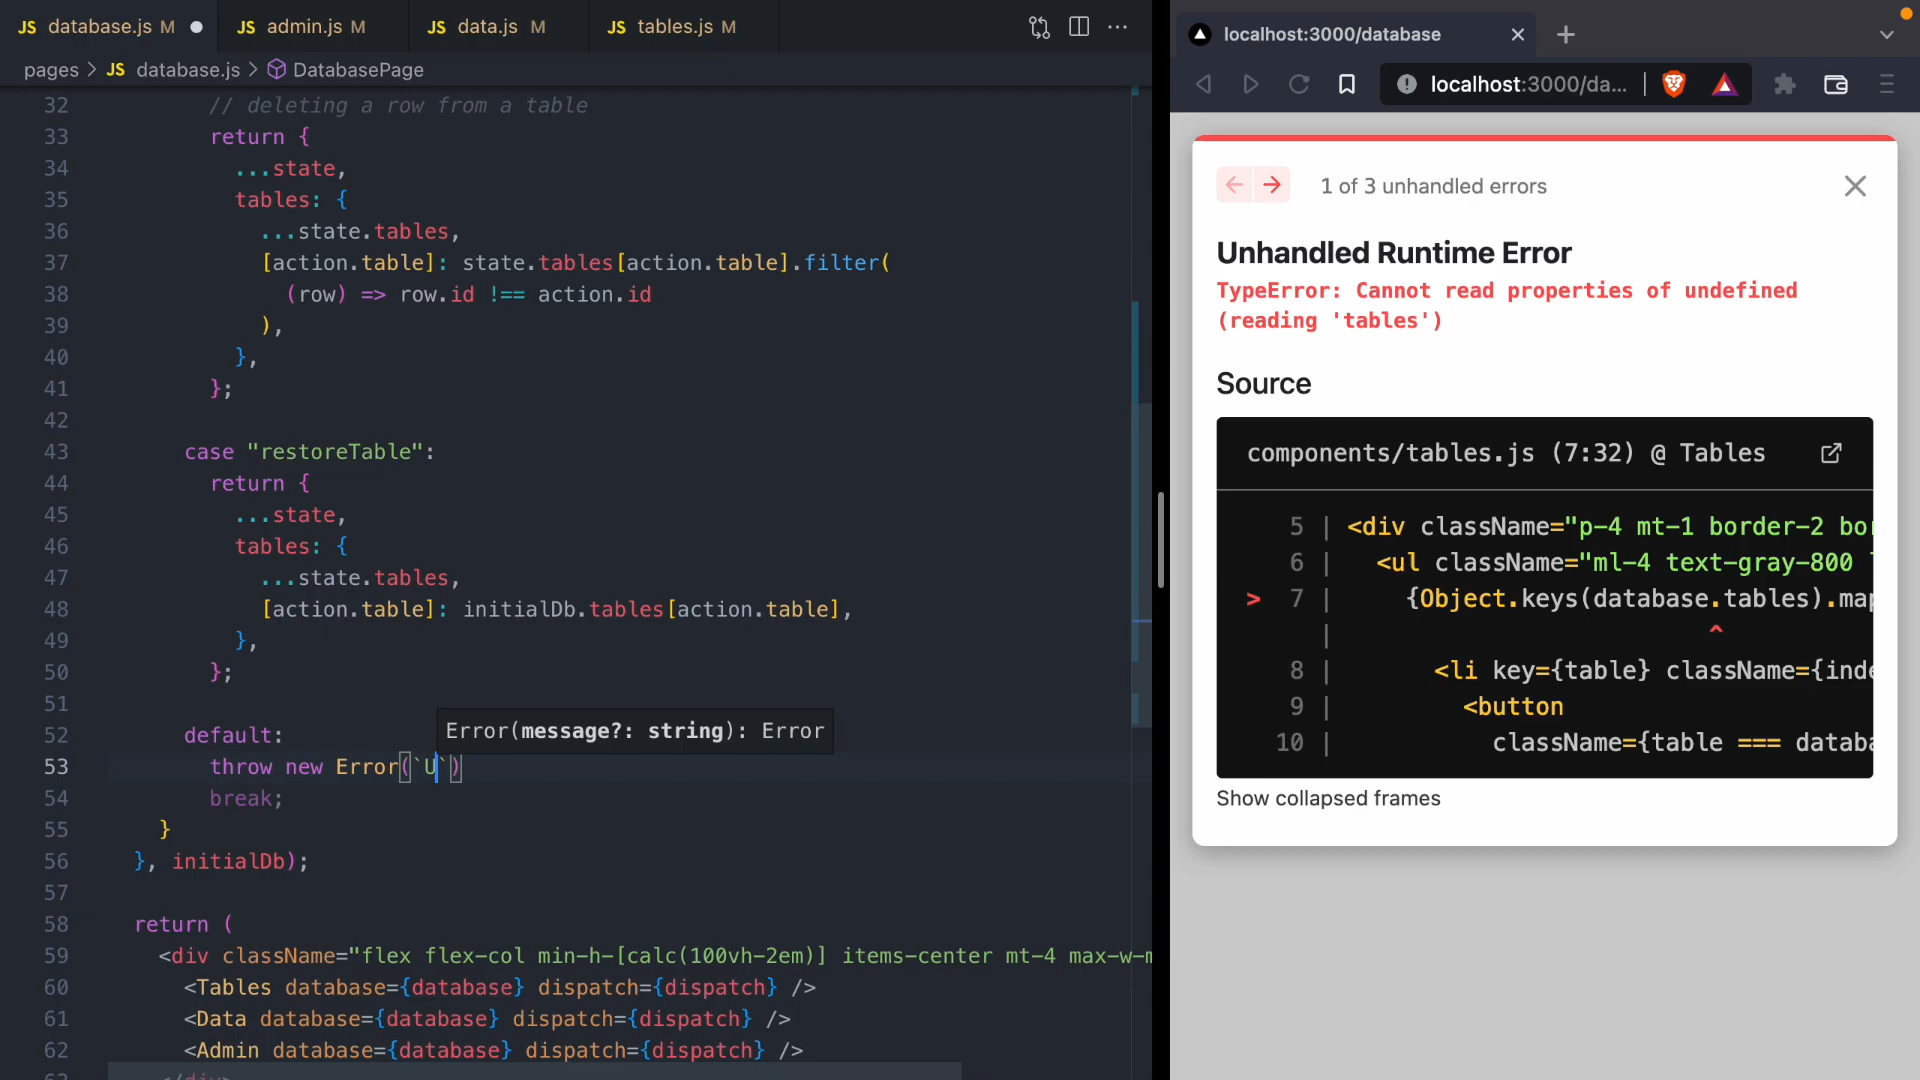 JS database.js M
JS admin.js M
JS data.js M
JS tables.js M
pages > JS database.js > DatabasePage
32 // deleting a row from a table
33 return {
34 ...state,
35 tables: {
36 ...state.tables,
37 [action.table]: state.tables[action.table].filter(
38 (row) => row.id !== action.id
39 ),
40 },
41 };
42
43 case "restoreTable":
44 return {
45 ...state,
46 tables: {
47 ...state.tables,
48 [action.table]: initialDb.tables[action.table],
49 },
50 };
51
52 default:
Error(message?: string): Error
53 throw new Error(`U`)
54 break;
55 }
56 }, initialDb);
57
58 return (
59 <div className="flex flex-col min-h-[calc(100vh-2em)] items-center mt-4 max-w-m
60 <Tables database={database} dispatch={dispatch} />
61 <Data database={database} dispatch={dispatch} />
62 <Admin database={database} dispatch={dispatch} />
63 </div>
localhost:3000/database
localhost:3000/da...
1 of 3 unhandled errors
Unhandled Runtime Error
TypeError: Cannot read properties of undefined
(reading 'tables')
Source
components/tables.js (7:32) @ Tables
5 | <div className="p-4 mt-1 border-2 bor
6 | <ul className="ml-4 text-gray-800 l
> 7 | {Object.keys(database.tables).map
| ^
8 | <li key={table} className={inde
9 | <button
10 | className={table === databa
Show collapsed frames